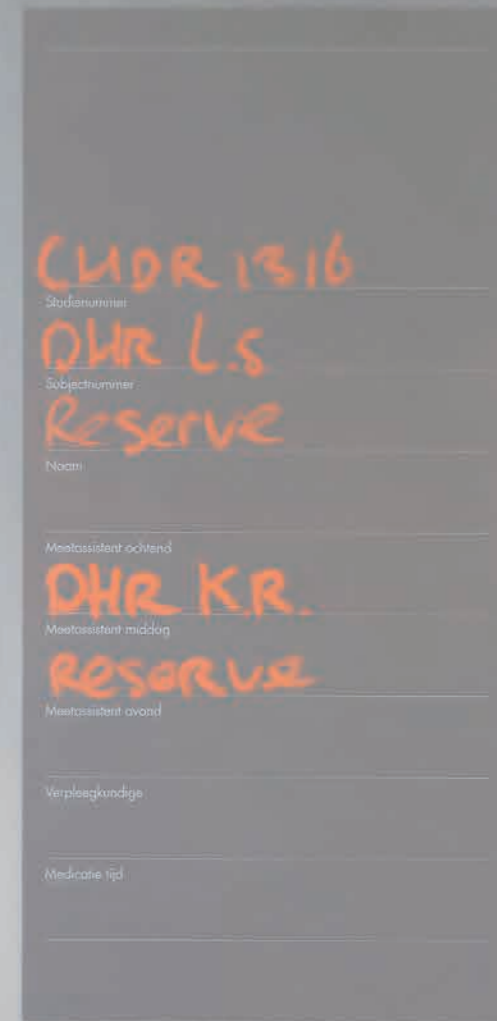 CHDR 1316
Studienummer
DHR L.S
Subjectnummer
Reserve
Naam
Meetassistent ochtend
DHR K.R.
Meetassistent middag
Reserve
Meetassistent avond
Verpleegkundige
Medicatie tijd